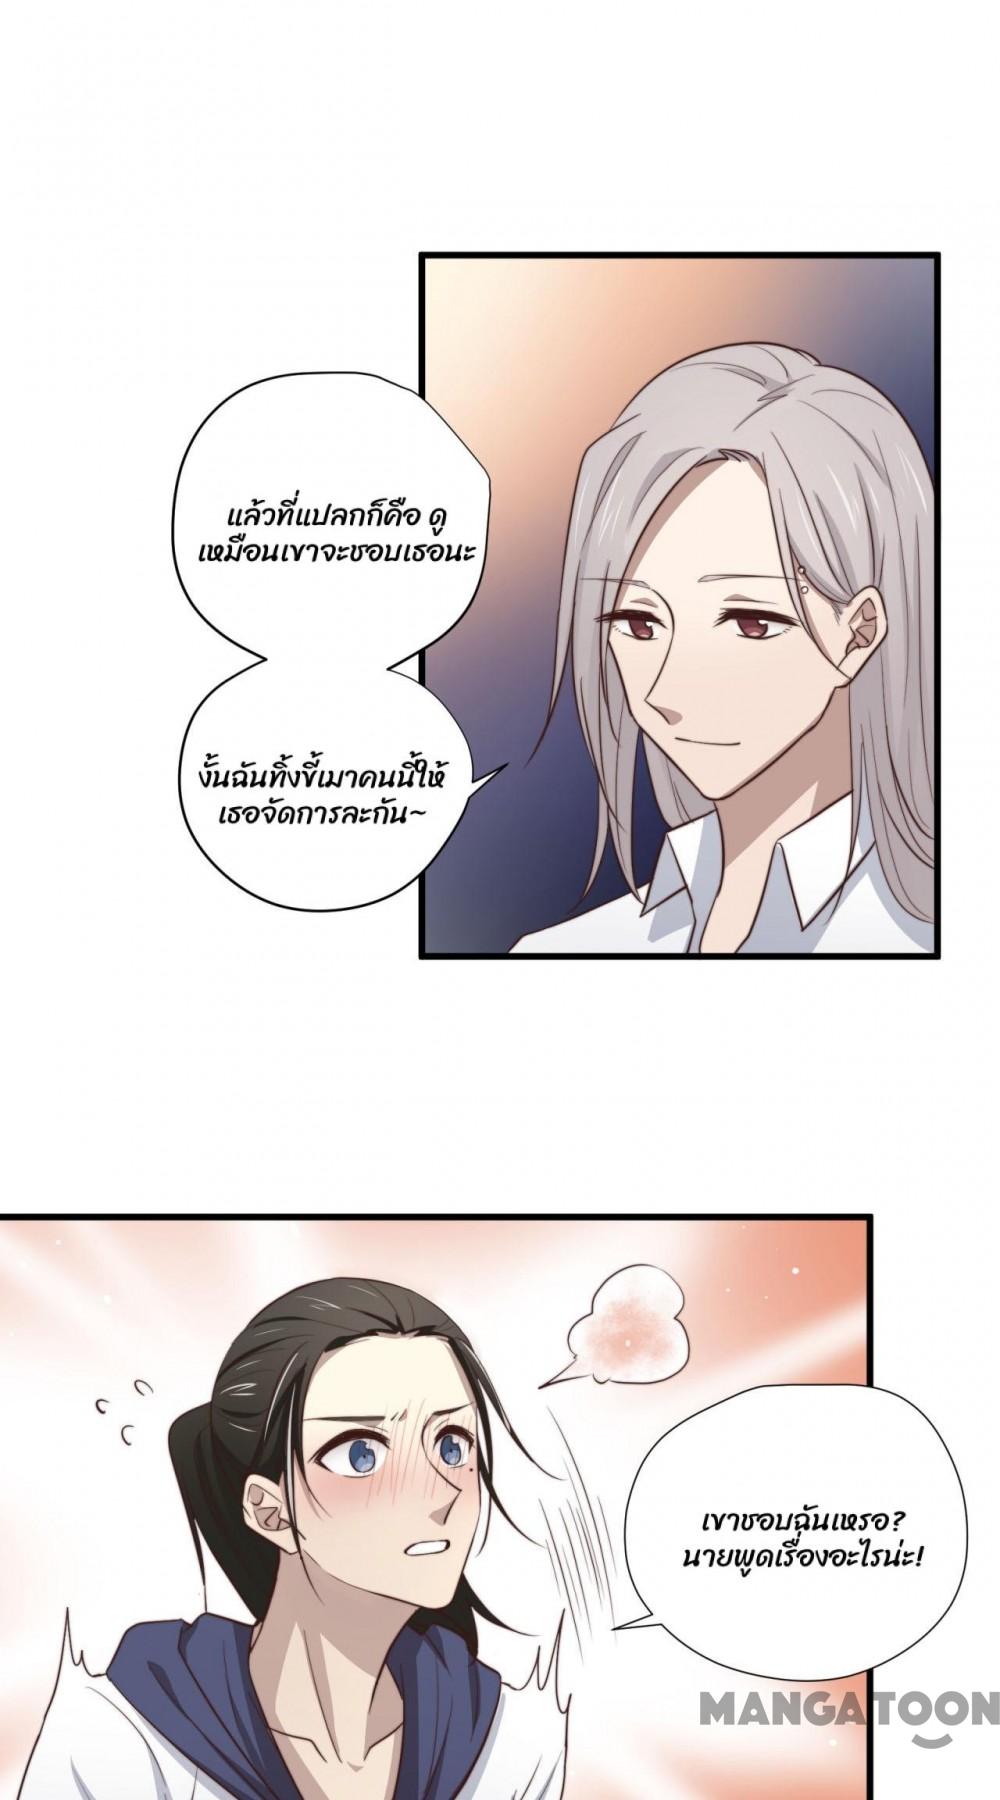 แล้วที่แปลกก็คือ ดู
เหมือนเขาจะชอบเธอนะ
งั้นฉันทิ้งขี้เมาคนนี้ให้
เธอจัดการละกัน~
เขาชอบฉันเหรอ?
นายพูดเรื่องอะไรน่ะ!
MANGATOON